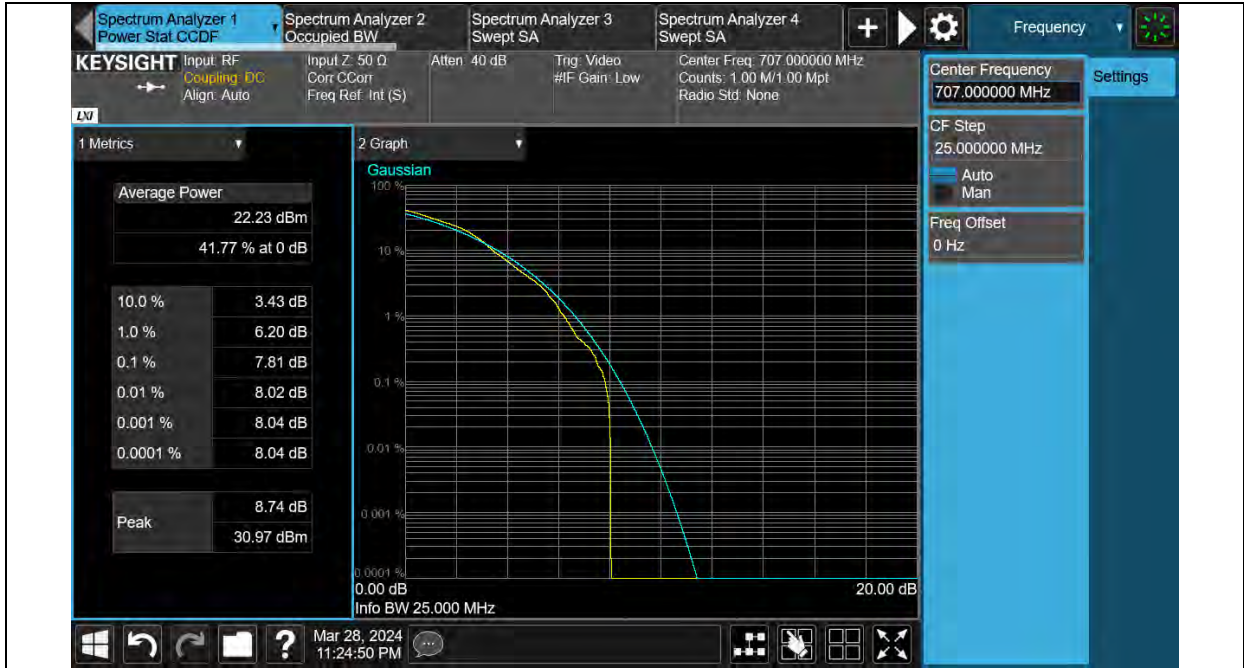 Spectrum Analyzer 1
Power Stat CCDF
Spectrum Analyzer 2
Occupied BW
Spectrum Analyzer 3
Swept SA
Spectrum Analyzer 4
Swept SA
+
Frequency
KEYSIGHT
LXI
Input: RF
Coupling: DC
Align: Auto
Input Z: 50 Ω
Corr CCorr
Freq Ref: Int (S)
Atten: 40 dB
Trig: Video
#IF Gain: Low
Center Freq: 707.000000 MHz
Counts: 1.00 M/1.00 Mpt
Radio Std: None
Center Frequency
707.000000 MHz
Settings
CF Step
25.000000 MHz
Auto
Man
Freq Offset
0 Hz
1 Metrics
Average Power
22.23 dBm
41.77 % at 0 dB
10.0 % 3.43 dB
1.0 % 6.20 dB
0.1 % 7.81 dB
0.01 % 8.02 dB
0.001 % 8.04 dB
0.0001 % 8.04 dB
Peak
8.74 dB
30.97 dBm
2 Graph
Gaussian
100 %
10 %
1 %
0.1 %
0.01 %
0.001 %
0.0001 %
0.00 dB
20.00 dB
Info BW 25.000 MHz
?
Mar 28, 2024
11:24:50 PM